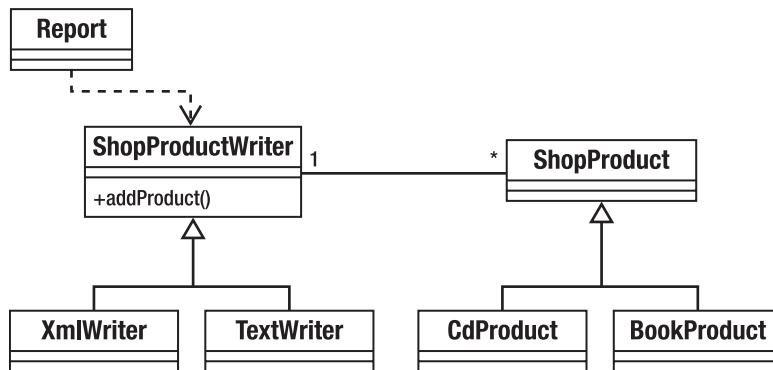 Report
ShopProductWriter
+addProduct()
1
*
ShopProduct
XmlWriter
TextWriter
CdProduct
BookProduct